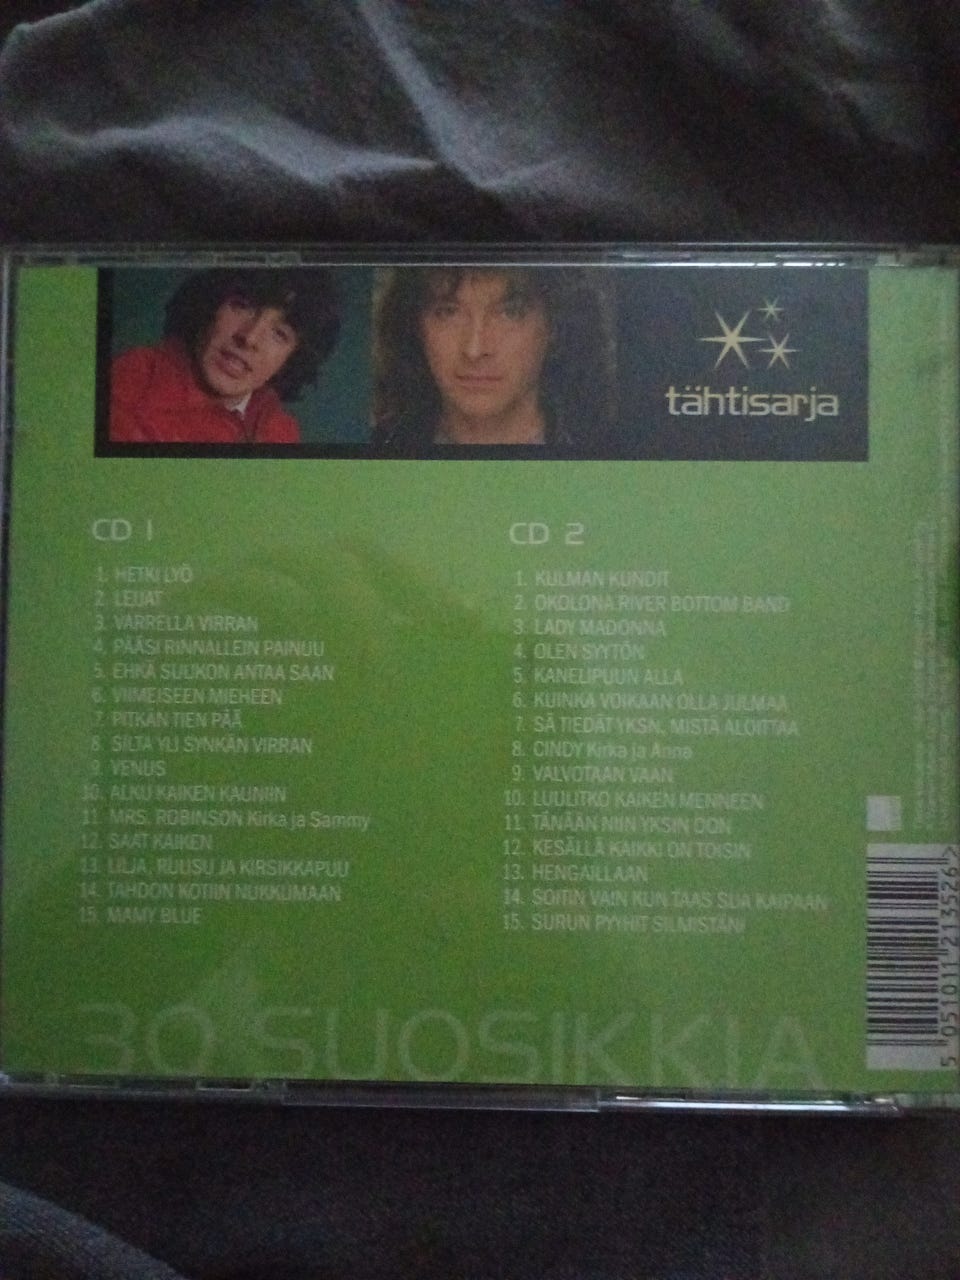 tähtisarja
CD 1
1. HETKI LYÖ
2. LEIJAT
3. VARRELLA VIRRAN
4. PÄÄSI RINNALLEIN PAINUU
5. EHKÄ SUUKON ANTAA SAAN
6. VIIMEISEEN MIEHEEN
7. PITKÄN TIEN PÄÄ
8. SILTA YLI SYNKÄN VIRRAN
9. VENUS
10. ALKU KAIKEN KAUNIIN
11. MRS. ROBINSON Kirka ja Sammy
12. SAAT KAIKEN
13. LILJA, RUUSU JA KIRSIKKAPUU
14. TAHDON KOTIIN NUKKUMAAN
15. MAMY BLUE
CD 2
1. KULMAN KUNDIT
2. OKOLONA RIVER BOTTOM BAND
3. LADY MADONNA
4. OLEN SYYTÖN
5. KANELIPUUN ALLA
6. KUINKA VOIKAAN OLLA JULMAA
7. SÄ TIEDÄT YKSN, MISTÄ ALOITTAA
8. CINDY Kirka ja Anna
9. VALVOTAAN VAAN
10. LUULITKO KAIKEN MENNEEN
11. TÄNÄÄN NIIN YKSIN OON
12. KESÄLLÄ KAIKKI ON TOISIN
13. HENGAILLAAN
14. SOITIN VAIN KUN TAAS SUA KAIPAAN
15. SURUN PYYHIT SILMISTÄNI
30 SUOSIKKIA
5 051011 213526 >